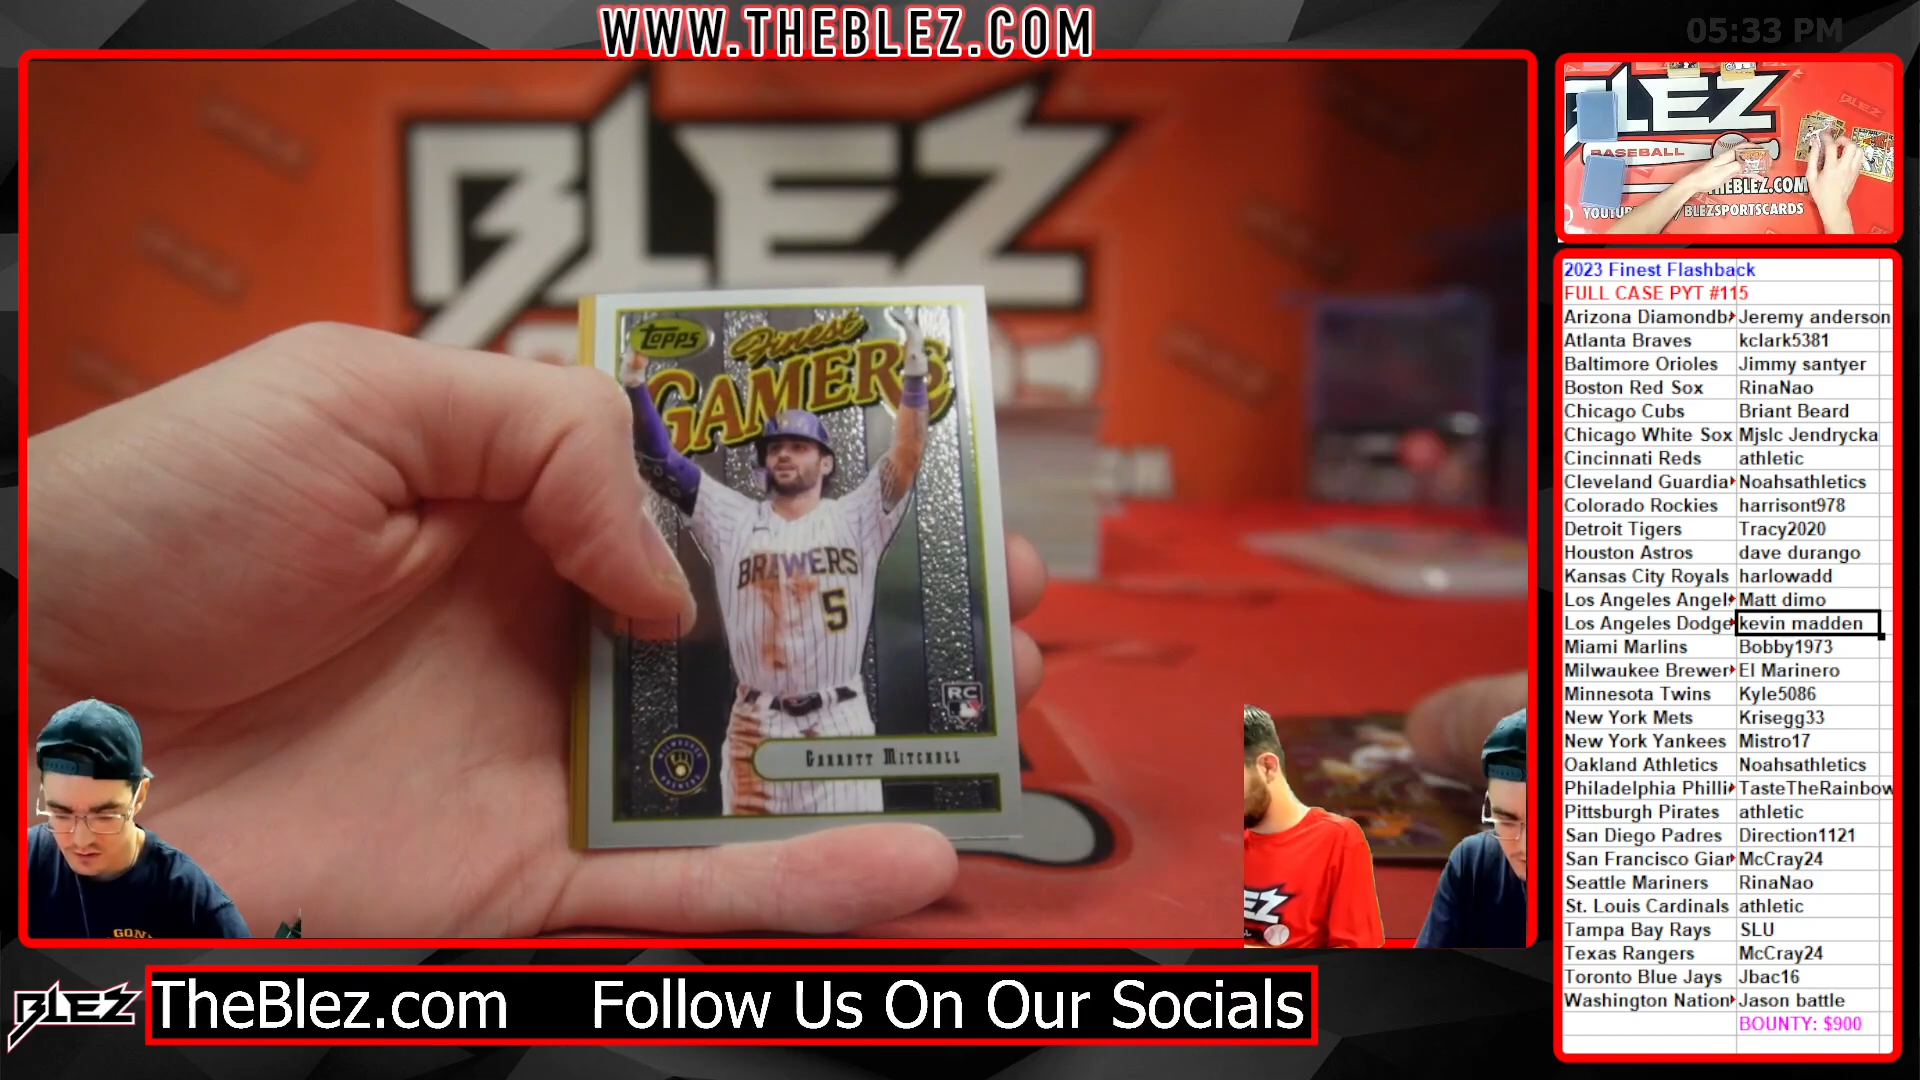 WWW.THEBLEZ.COM
05:33 PM
BLEZ
Topps
Finest
GAMERS
BREWERS
5
RC
GARRETT MITCHELL
BLEZ
BASEBALL
THEBLEZ.COM
BLEZSPORTSCARDS
2023 Finest Flashback
FULL CASE PYT #115
Arizona Diamondb Jeremy anderson
Atlanta Braves kclark5381
Baltimore Orioles Jimmy santyer
Boston Red Sox RinaNao
Chicago Cubs Briant Beard
Chicago White Sox Mjslc Jendrycka
Cincinnati Reds athletic
Cleveland Guardia Noahsathletics
Colorado Rockies harrisont978
Detroit Tigers Tracy2020
Houston Astros dave durango
Kansas City Royals harlowadd
Los Angeles Angel Matt dimo
Los Angeles Dodge kevin madden
Miami Marlins Bobby1973
Milwaukee Brewer El Marinero
Minnesota Twins Kyle5086
New York Mets Krisegg33
New York Yankees Mistro17
Oakland Athletics Noahsathletics
Philadelphia Philli TasteTheRainbow
Pittsburgh Pirates athletic
San Diego Padres Direction1121
San Francisco Giar McCray24
Seattle Mariners RinaNao
St. Louis Cardinals athletic
Tampa Bay Rays SLU
Texas Rangers McCray24
Toronto Blue Jays Jbac16
Washington Nation Jason battle
BOUNTY: $900
BLEZ
TheBlez.com Follow Us On Our Socials